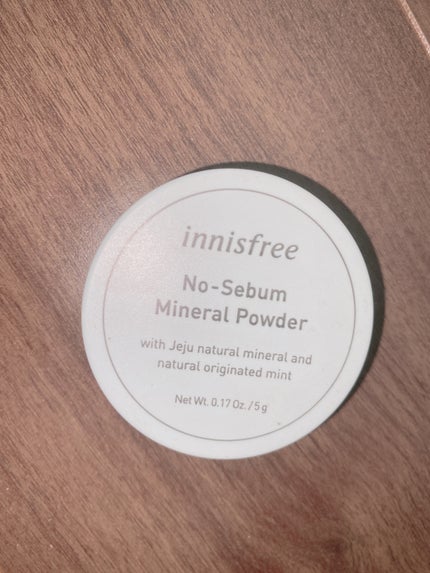 innisfree
No-Sebum
Mineral Powder
with Jeju natural mineral and
natural originated mint
Net Wt. 0.17 Oz./5 g